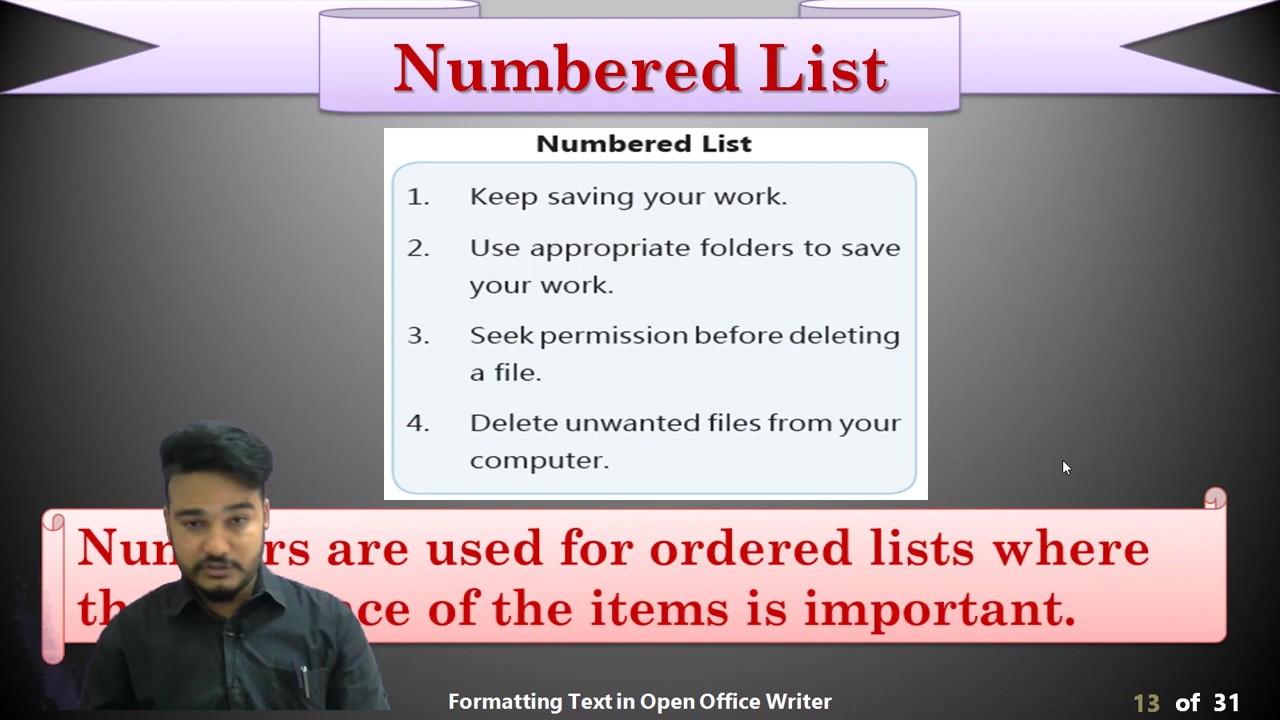 Numbered List
Numbered List
1. Keep saving your work.
2. Use appropriate folders to save
your work.
3. Seek permission before deleting
a file.
4. Delete unwanted files from your
computer.
are used for ordered lists where
of the items is important.
Formatting Text in Open Office Writer
13 of 31